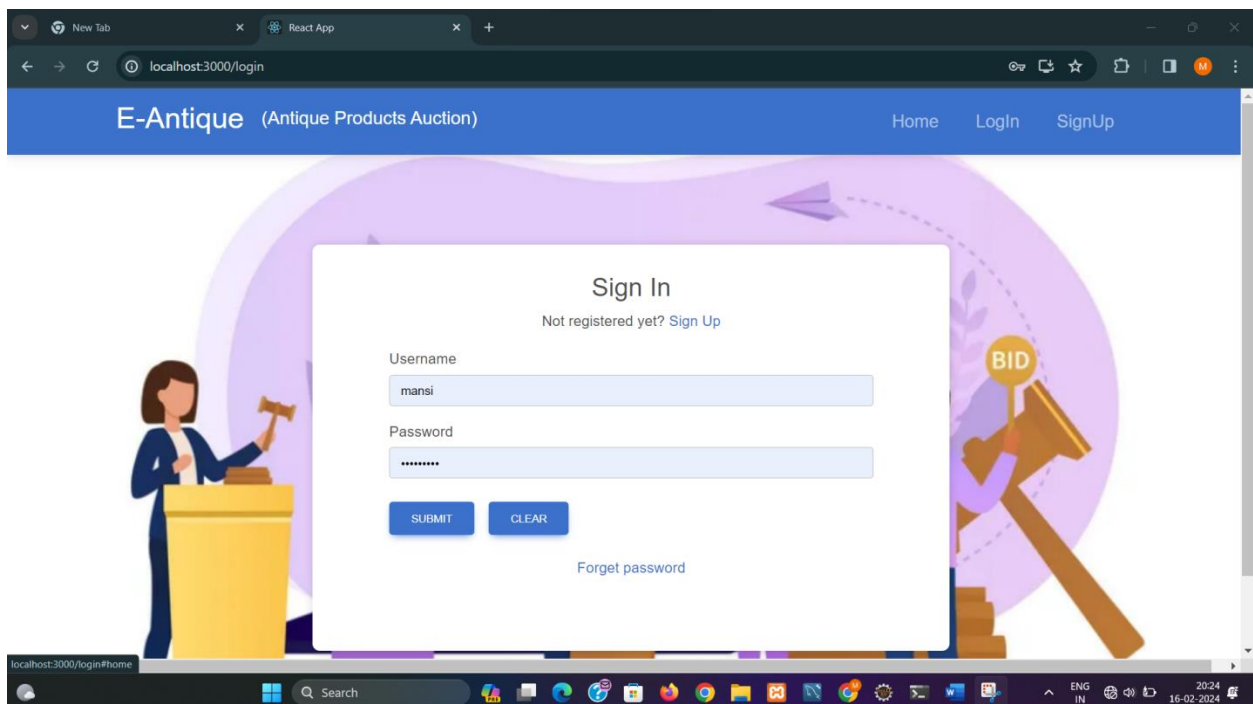 New Tab
React App
localhost:3000/login
M
E-Antique (Antique Products Auction)
Home LogIn SignUp
Sign In
Not registered yet? Sign Up
BID
Username
mansi
Password
•••••••••
SUBMIT CLEAR
Forget password
localhost:3000/login#home
Search
ENG
IN
20:24
16-02-2024